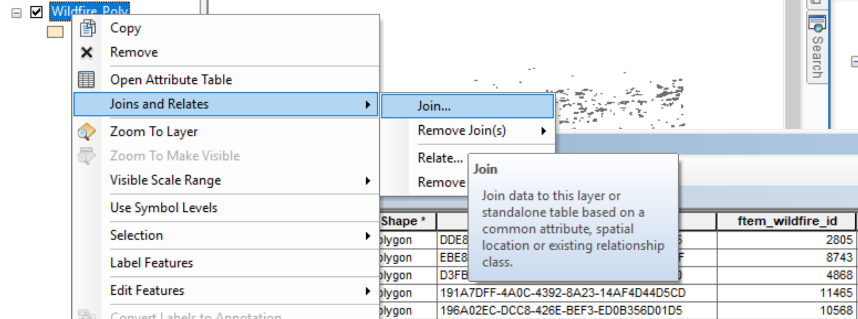 Wildfire_Poly
Copy
Remove
Open Attribute Table
Joins and Relates
Zoom To Layer
Zoom To Make Visible
Visible Scale Range
Use Symbol Levels
Selection
Label Features
Edit Features
Convert Labels to Annotation
Join...
Remove Join(s)
Relate...
Remove
Join
Join data to this layer or
standalone table based on a
common attribute, spatial
location or existing relationship
class.
Search
Shape * ftem_wildfire_id
olygon DDE8 2805
olygon EBE8 F 8743
olygon D3FB 4868
olygon 191A7DFF-4A0C-4392-8A23-14AF4D44D5CD 11465
olygon 196A02EC-DCC8-426E-BEF3-ED0B356D01D5 10568